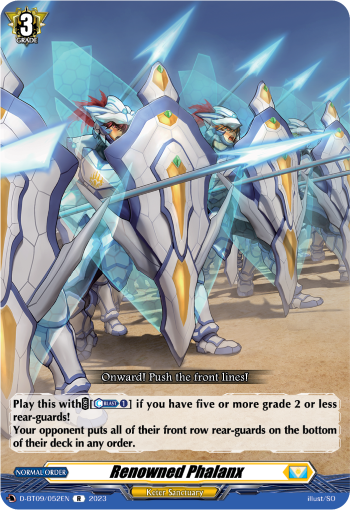 3
GRADE
Onward! Push the front lines!
Play this with [BLAST 1] if you have five or more grade 2 or less
rear-guards!
Your opponent puts all of their front row rear-guards on the bottom
of their deck in any order.
NORMAL ORDER
Renowned Phalanx
Keter Sanctuary
D-BT09/052EN R 2023
illust/SO